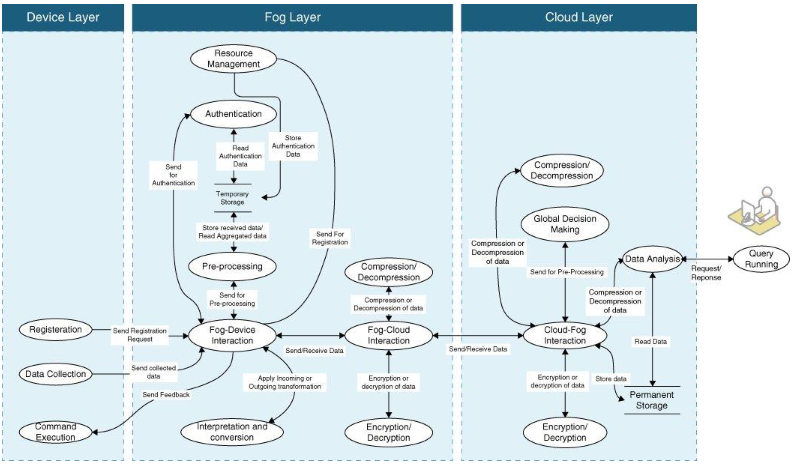 Device Layer
Fog Layer
Cloud Layer
Resource
Management
Authentication
Read
Authentication
Data
Store
Authentication
Data
Send
for
Authentication
Temporary
Storage
Store received data/
Read Aggregated data
Send For
Registration
Pre-processing
Send for
Pre-processing
Compression/
Decompression
Compression or
Decompression of data
Registeration
Send Registration
Request
Fog-Device
Interaction
Send/Receive Data
Fog-Cloud
Interaction
Send/Receive Data
Data Collection
Send collected
data
Send Feedback
Apply Incoming or
Outgoing transformation
Encryption or
decryption of data
Command
Execution
Interpretation and
conversion
Encryption/
Decryption
Compression/
Decompression
Global Decision
Making
Compression or
Decompression
of data
Send for Pre-Processing
Data Analysis
Request/
Reponse
Query
Running
Compression or
Decompression
of data
Cloud-Fog
Interaction
Read Data
Encryption or
decryption of data
Store data
Permanent
Storage
Encryption/
Decryption